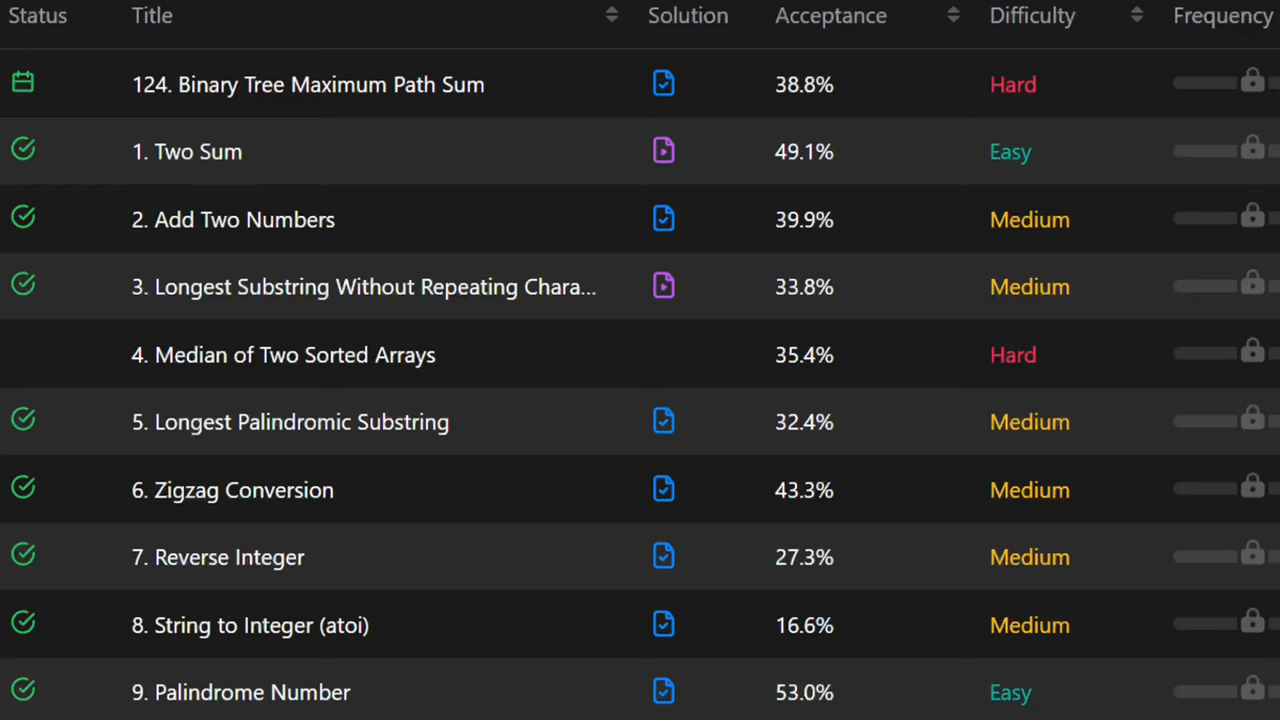 Status Title Solution Acceptance Difficulty Frequency
124. Binary Tree Maximum Path Sum 38.8% Hard
1. Two Sum 49.1% Easy
2. Add Two Numbers 39.9% Medium
3. Longest Substring Without Repeating Chara... 33.8% Medium
4. Median of Two Sorted Arrays 35.4% Hard
5. Longest Palindromic Substring 32.4% Medium
6. Zigzag Conversion 43.3% Medium
7. Reverse Integer 27.3% Medium
8. String to Integer (atoi) 16.6% Medium
9. Palindrome Number 53.0% Easy